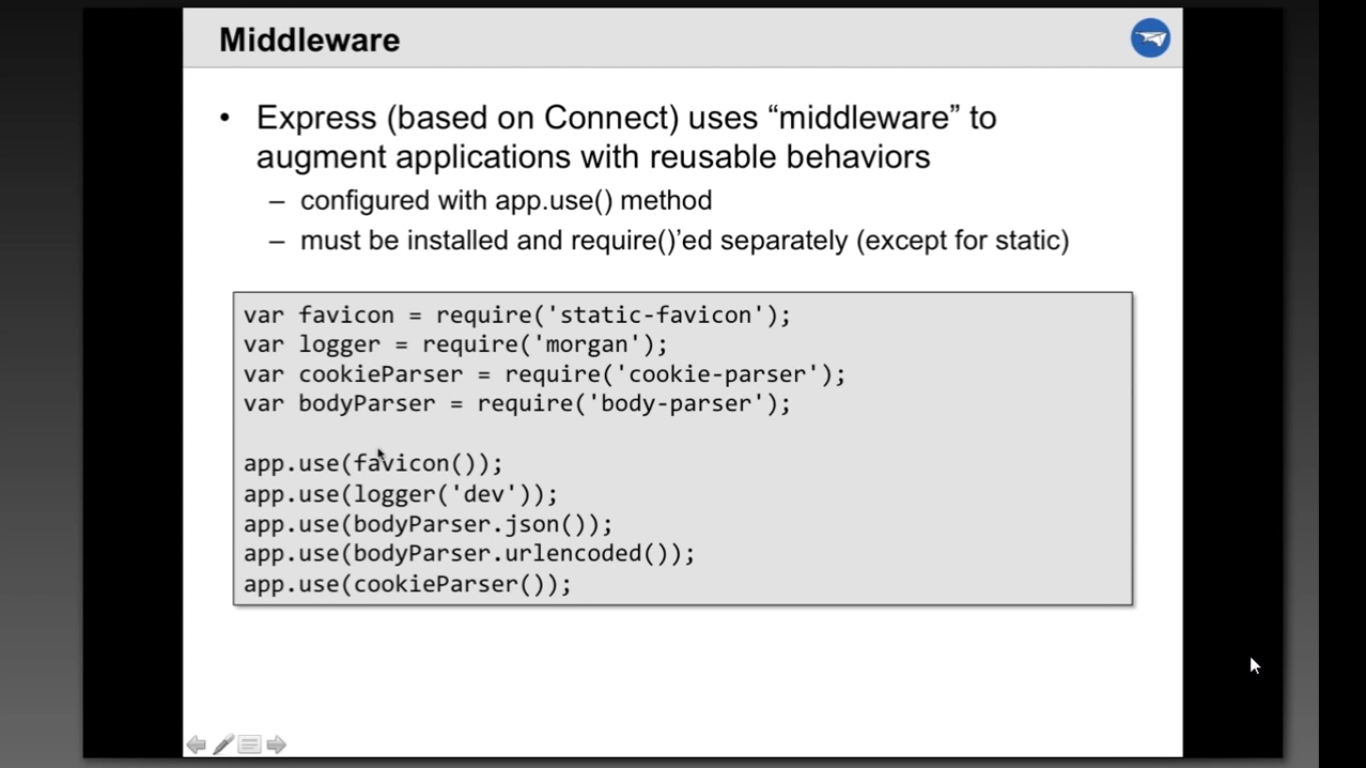 Middleware
• Express (based on Connect) uses “middleware” to
augment applications with reusable behaviors
– configured with app.use() method
– must be installed and require()’ed separately (except for static)
var favicon = require('static-favicon');
var logger = require('morgan');
var cookieParser = require('cookie-parser');
var bodyParser = require('body-parser');
app.use(favicon());
app.use(logger('dev'));
app.use(bodyParser.json());
app.use(bodyParser.urlencoded());
app.use(cookieParser());